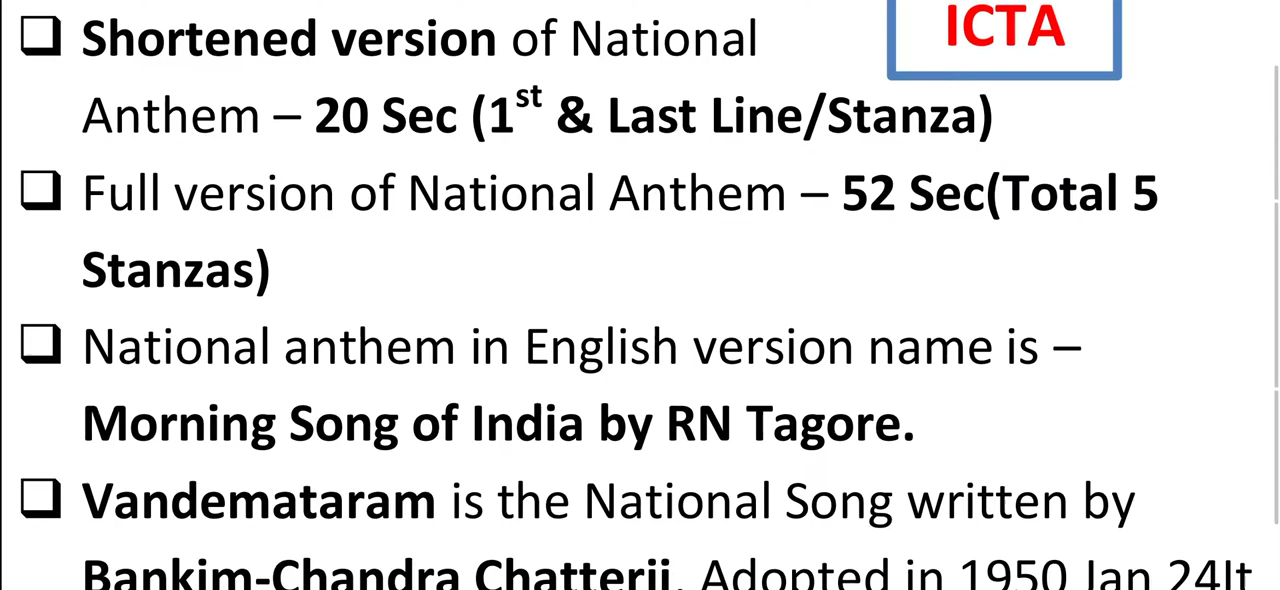 ICTA
❑ Shortened version of National
Anthem – 20 Sec (1st & Last Line/Stanza)
❑ Full version of National Anthem – 52 Sec(Total 5
Stanzas)
❑ National anthem in English version name is –
Morning Song of India by RN Tagore.
❑ Vandemataram is the National Song written by
Bankim-Chandra Chatterji. Adopted in 1950 Jan 24It